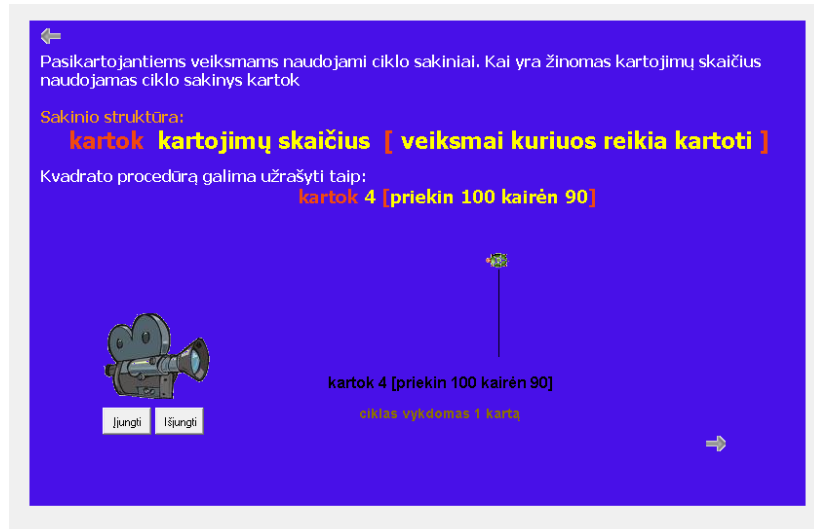 Pasikartojantiems veiksmams naudojami ciklo sakiniai. Kai yra žinomas kartojimų skaičius
naudojamas ciklo sakinys kartok
Sakinio struktūra:
kartok kartojimų skaičius [ veiksmai kuriuos reikia kartoti ]
Kvadrato procedūrą galima užrašyti taip:
kartok 4 [priekin 100 kairėn 90]
kartok 4 [priekin 100 kairėn 90]
ciklas vykdomas 1 kartą
Įjungti Išjungti